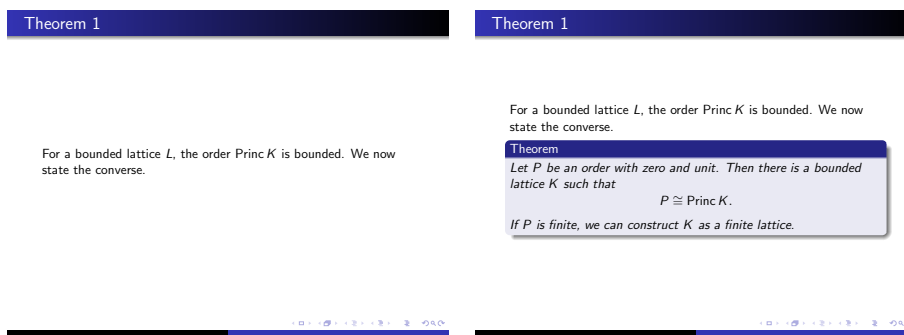 Theorem 1
For a bounded lattice L, the order Princ K is bounded. We now
state the converse.
Theorem 1
For a bounded lattice L, the order Princ K is bounded. We now
state the converse.
Theorem
Let P be an order with zero and unit. Then there is a bounded
lattice K such that
P ≅ Princ K.
If P is finite, we can construct K as a finite lattice.